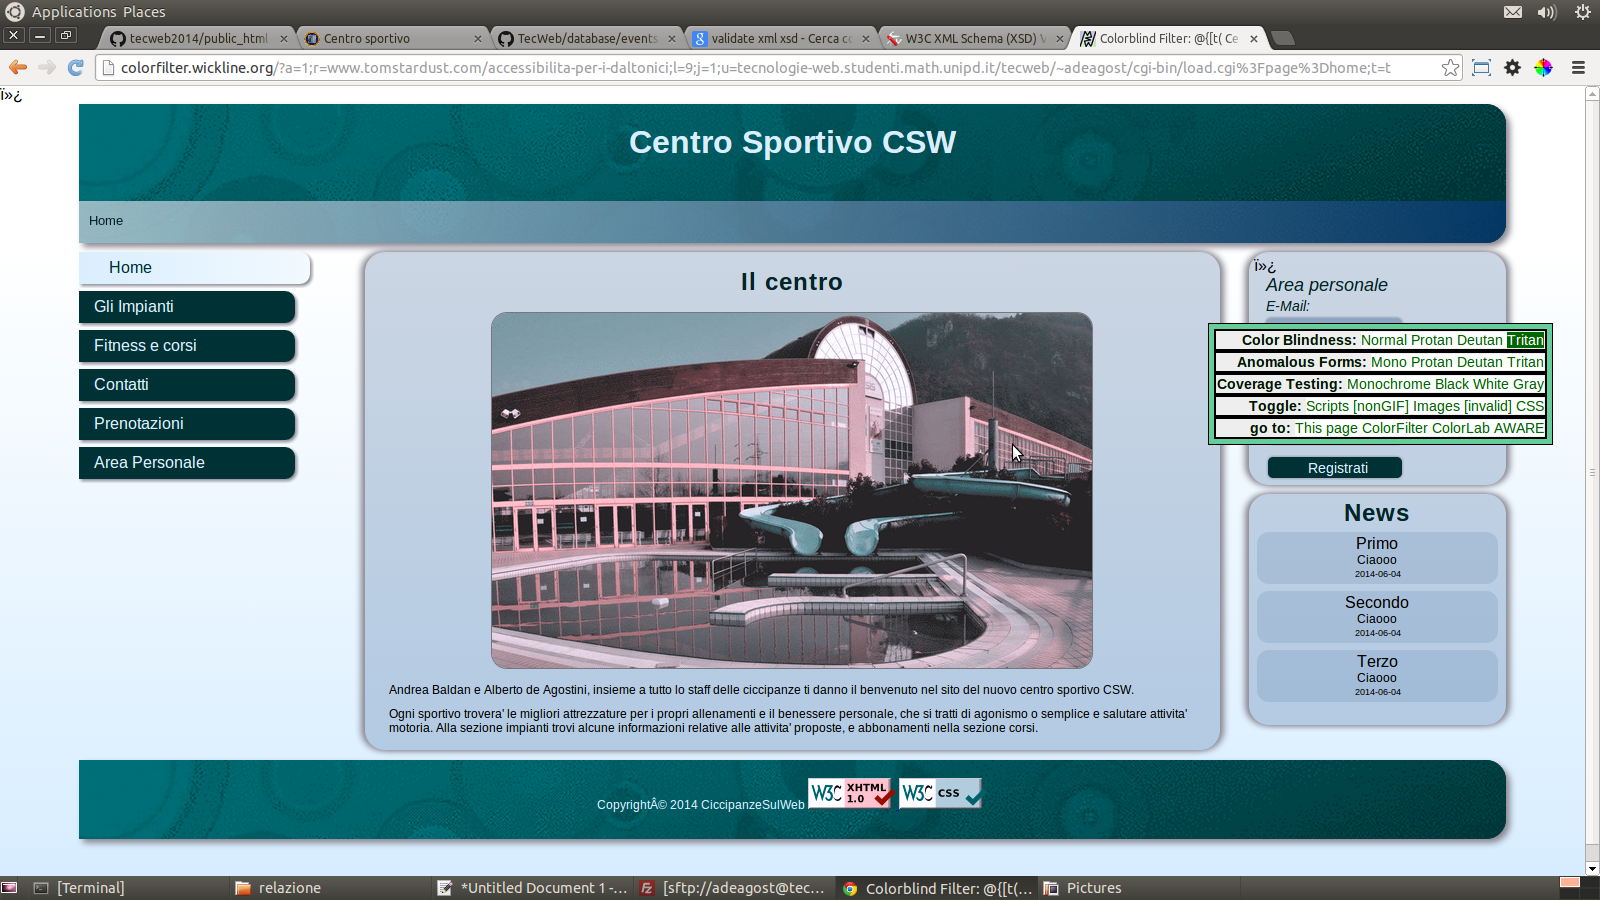 Applications Places
tecweb2014/public_html
Centro sportivo
TecWeb/database/events
validate xml xsd - Cerca c
W3C XML Schema (XSD) V
Colorblind Filter: @{[t( Ce
colorfilter.wickline.org/?a=1;r=www.tomstardust.com/accessibilita-per-i-daltonici;l=9;j=1;u=tecnologie-web.studenti.math.unipd.it/tecweb/~adeagost/cgi-bin/load.cgi%3Fpage%3Dhome;t=t
ï»¿
Centro Sportivo CSW
Home
Home
Gli Impianti
Fitness e corsi
Contatti
Prenotazioni
Area Personale
Il centro
Andrea Baldan e Alberto de Agostini, insieme a tutto lo staff delle ciccipanze ti danno il benvenuto nel sito del nuovo centro sportivo CSW.
Ogni sportivo trovera' le migliori attrezzature per i propri allenamenti e il benessere personale, che si tratti di agonismo o semplice e salutare attivita'
motoria. Alla sezione impianti trovi alcune informazioni relative alle attivita' proposte, e abbonamenti nella sezione corsi.
ï»¿
Area personale
E-Mail:
Color Blindness: Normal Protan Deutan Tritan
Anomalous Forms: Mono Protan Deutan Tritan
Coverage Testing: Monochrome Black White Gray
Toggle: Scripts [nonGIF] Images [invalid] CSS
go to: This page ColorFilter ColorLab AWARE
Registrati
News
Primo
Ciaooo
2014-06-04
Secondo
Ciaooo
2014-06-04
Terzo
Ciaooo
2014-06-04
CopyrightÂ© 2014 CiccipanzeSulWeb
W3C XHTML 1.0
W3C css
[Terminal]
relazione
*Untitled Document 1 -...
[sftp://adeagost@tec...
Colorblind Filter: @{[t(...
Pictures